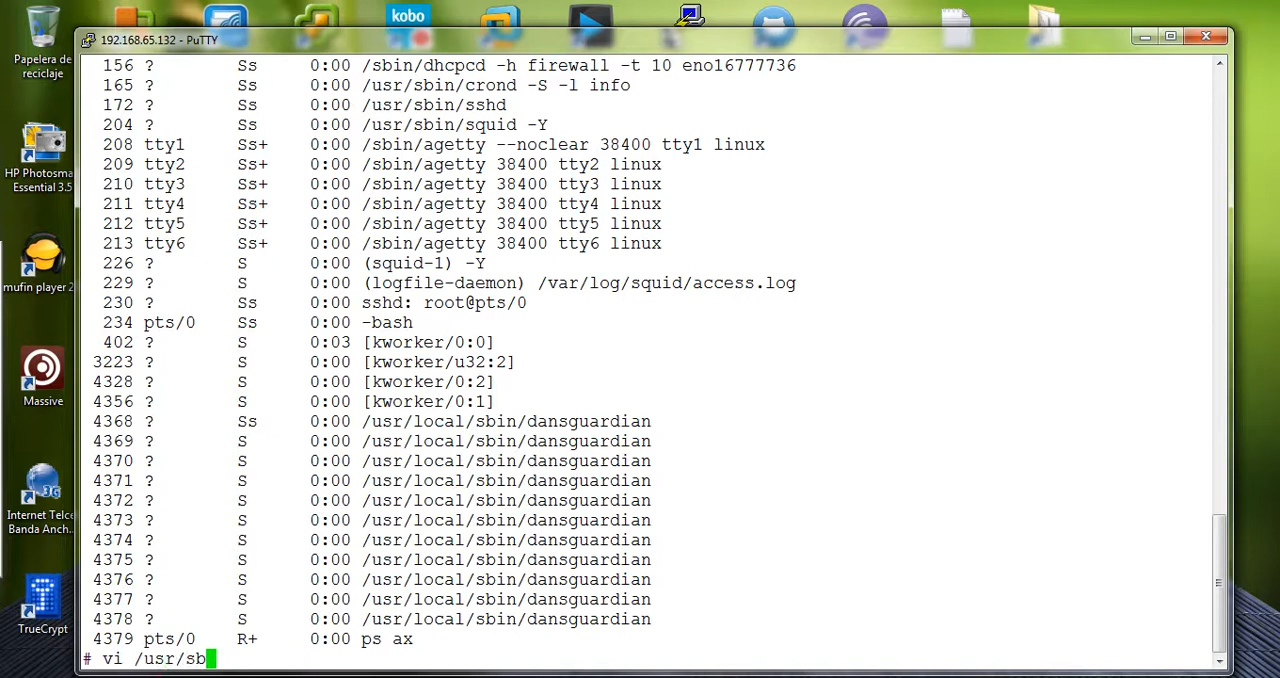 kobo
192.168.65.132 - PuTTY
Papelera de
reciclaje
HP Photosma
Essential 3.5
mufin player 2
Massive
Internet Telce
Banda Anch...
TrueCrypt
156 ? Ss 0:00 /sbin/dhcpcd -h firewall -t 10 eno16777736
165 ? Ss 0:00 /usr/sbin/crond -S -l info
172 ? Ss 0:00 /usr/sbin/sshd
204 ? Ss 0:00 /usr/sbin/squid -Y
208 tty1 Ss+ 0:00 /sbin/agetty --noclear 38400 tty1 linux
209 tty2 Ss+ 0:00 /sbin/agetty 38400 tty2 linux
210 tty3 Ss+ 0:00 /sbin/agetty 38400 tty3 linux
211 tty4 Ss+ 0:00 /sbin/agetty 38400 tty4 linux
212 tty5 Ss+ 0:00 /sbin/agetty 38400 tty5 linux
213 tty6 Ss+ 0:00 /sbin/agetty 38400 tty6 linux
226 ? S 0:00 (squid-1) -Y
229 ? S 0:00 (logfile-daemon) /var/log/squid/access.log
230 ? Ss 0:00 sshd: root@pts/0
234 pts/0 Ss 0:00 -bash
402 ? S 0:03 [kworker/0:0]
3223 ? S 0:00 [kworker/u32:2]
4328 ? S 0:00 [kworker/0:2]
4356 ? S 0:00 [kworker/0:1]
4368 ? Ss 0:00 /usr/local/sbin/dansguardian
4369 ? S 0:00 /usr/local/sbin/dansguardian
4370 ? S 0:00 /usr/local/sbin/dansguardian
4371 ? S 0:00 /usr/local/sbin/dansguardian
4372 ? S 0:00 /usr/local/sbin/dansguardian
4373 ? S 0:00 /usr/local/sbin/dansguardian
4374 ? S 0:00 /usr/local/sbin/dansguardian
4375 ? S 0:00 /usr/local/sbin/dansguardian
4376 ? S 0:00 /usr/local/sbin/dansguardian
4377 ? S 0:00 /usr/local/sbin/dansguardian
4378 ? S 0:00 /usr/local/sbin/dansguardian
4379 pts/0 R+ 0:00 ps ax
# vi /usr/sb